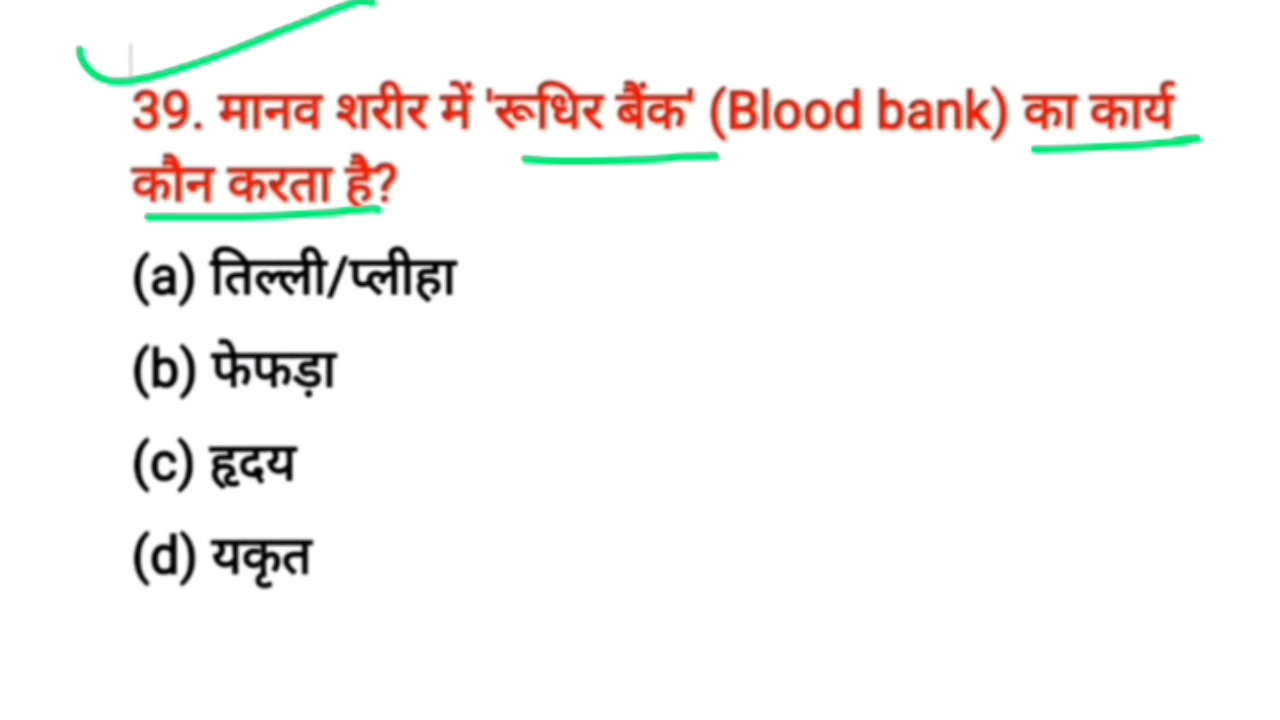 39. मानव शरीर में 'रूधिर बैंक' (Blood bank) का कार्य
कौन करता है?
(a) तिल्ली/प्लीहा
(b) फेफड़ा
(c) हृदय
(d) यकृत